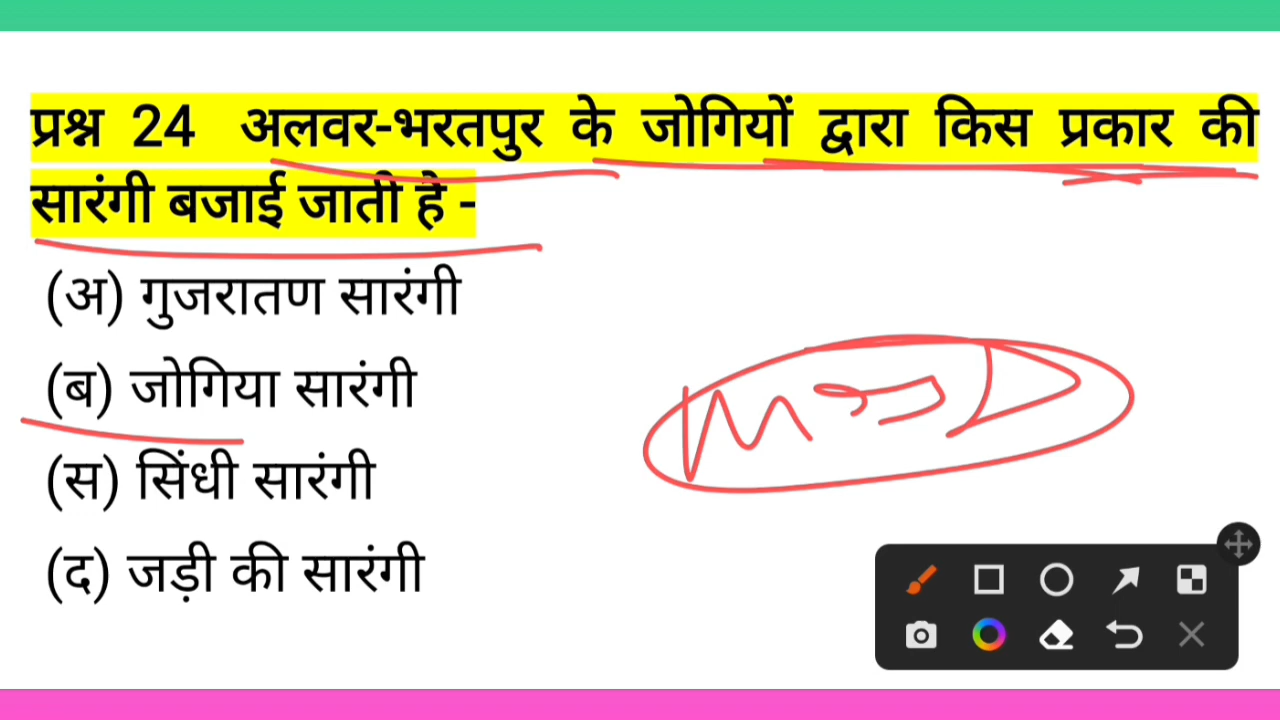 प्रश्न 24 अलवर-भरतपुर के जोगियों द्वारा किस प्रकार की
सारंगी बजाई जाती हे -
(अ) गुजरातण सारंगी
(ब) जोगिया सारंगी
(स) सिंधी सारंगी
(द) जड़ी की सारंगी